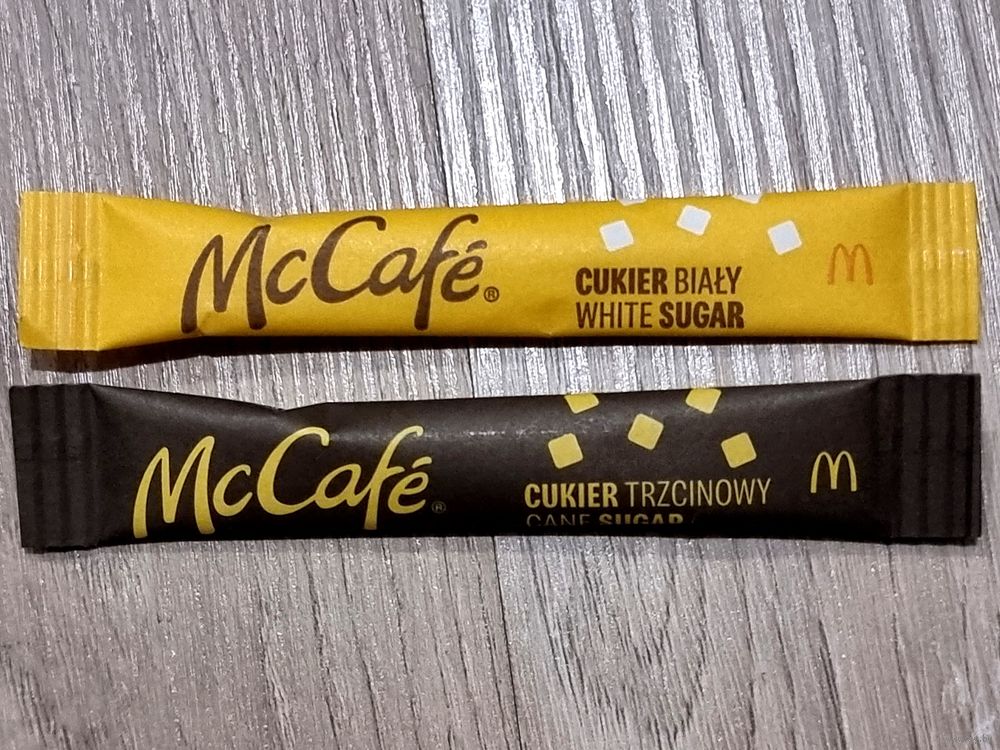 McCafé®
CUKIER BIAŁY
WHITE SUGAR
M
McCafé®
CUKIER TRZCINOWY
CANE SUGAR
M